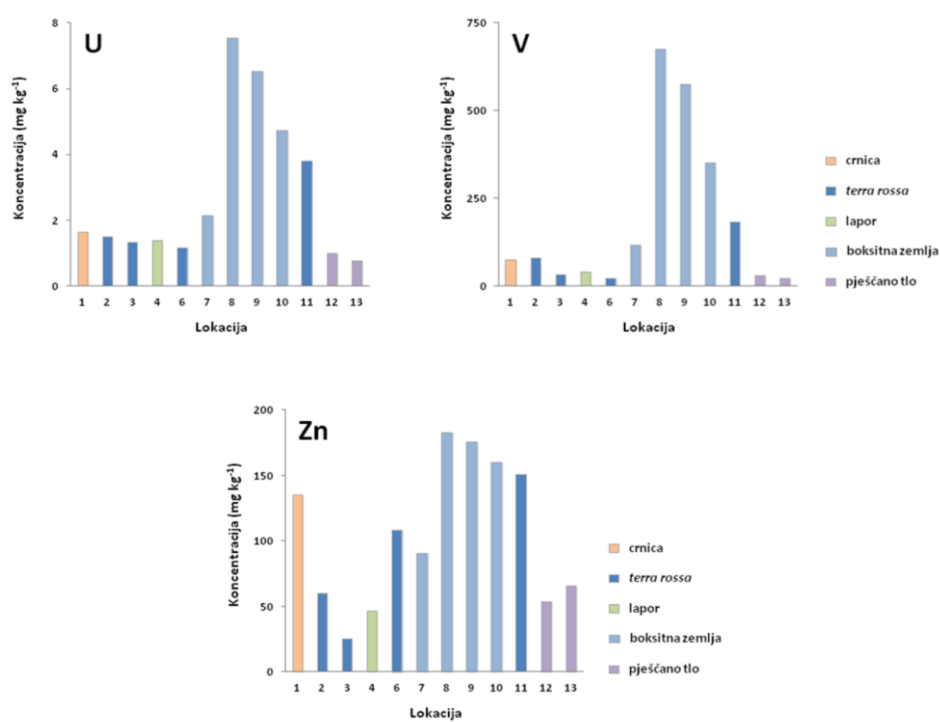 U
Koncentracija (mg kg⁻¹)
8
6
4
2
0
1 2 3 4 6 7 8 9 10 11 12 13
Lokacija
V
Koncentracija (mg kg⁻¹)
750
500
250
0
1 2 3 4 6 7 8 9 10 11 12 13
Lokacija
crnica
terra rossa
lapor
boksitna zemlja
pješčano tlo
Zn
Koncentracija (mg kg⁻¹)
200
150
100
50
0
1 2 3 4 6 7 8 9 10 11 12 13
Lokacija
crnica
terra rossa
lapor
boksitna zemlja
pješčano tlo